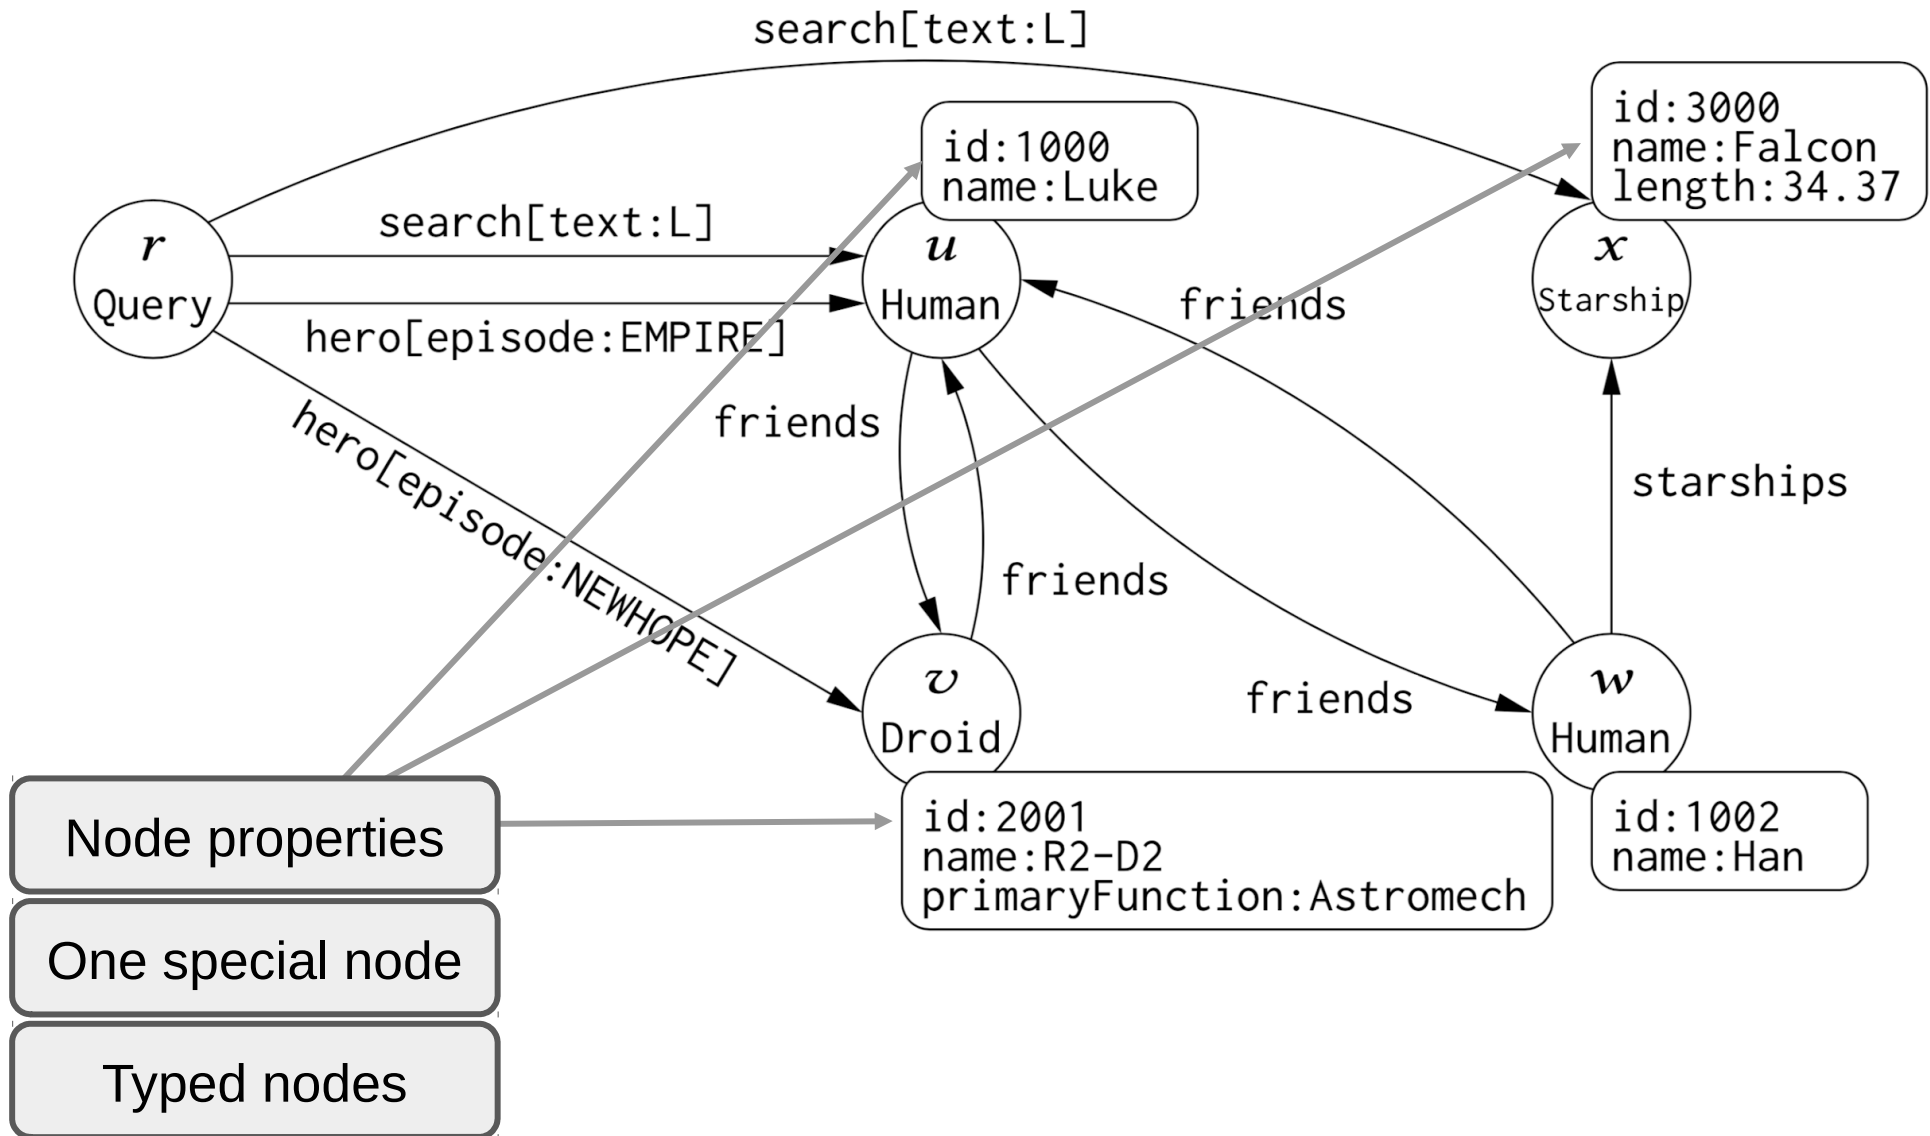 search[text:L]
id:3000
name:Falcon
length:34.37
id:1000
name:Luke
search[text:L]
r
Query
u
Human
x
Starship
friends
hero[episode:EMPIRE]
friends
hero[episode:NEWHOPE]
starships
friends
friends
v
Droid
w
Human
id:2001
name:R2-D2
primaryFunction:Astromech
id:1002
name:Han
Node properties
One special node
Typed nodes